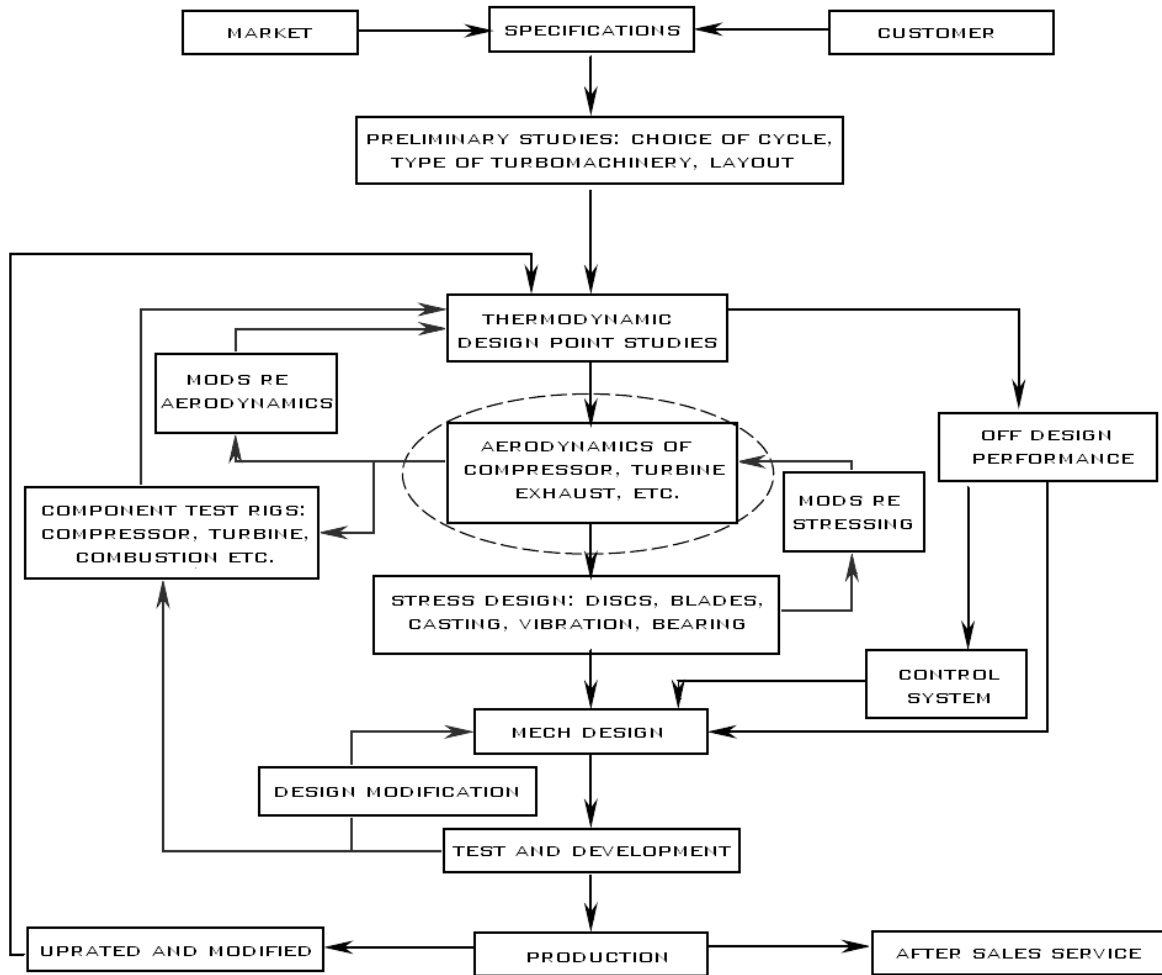 MARKET
SPECIFICATIONS
CUSTOMER
PRELIMINARY STUDIES: CHOICE OF CYCLE,
TYPE OF TURBOMACHINERY, LAYOUT
THERMODYNAMIC
DESIGN POINT STUDIES
MODS RE
AERODYNAMICS
AERODYNAMICS OF
COMPRESSOR, TURBINE
EXHAUST, ETC.
OFF DESIGN
PERFORMANCE
COMPONENT TEST RIGS:
COMPRESSOR, TURBINE,
COMBUSTION ETC.
MODS RE
STRESSING
STRESS DESIGN: DISCS, BLADES,
CASTING, VIBRATION, BEARING
CONTROL
SYSTEM
MECH DESIGN
DESIGN MODIFICATION
TEST AND DEVELOPMENT
UPRATED AND MODIFIED
PRODUCTION
AFTER SALES SERVICE